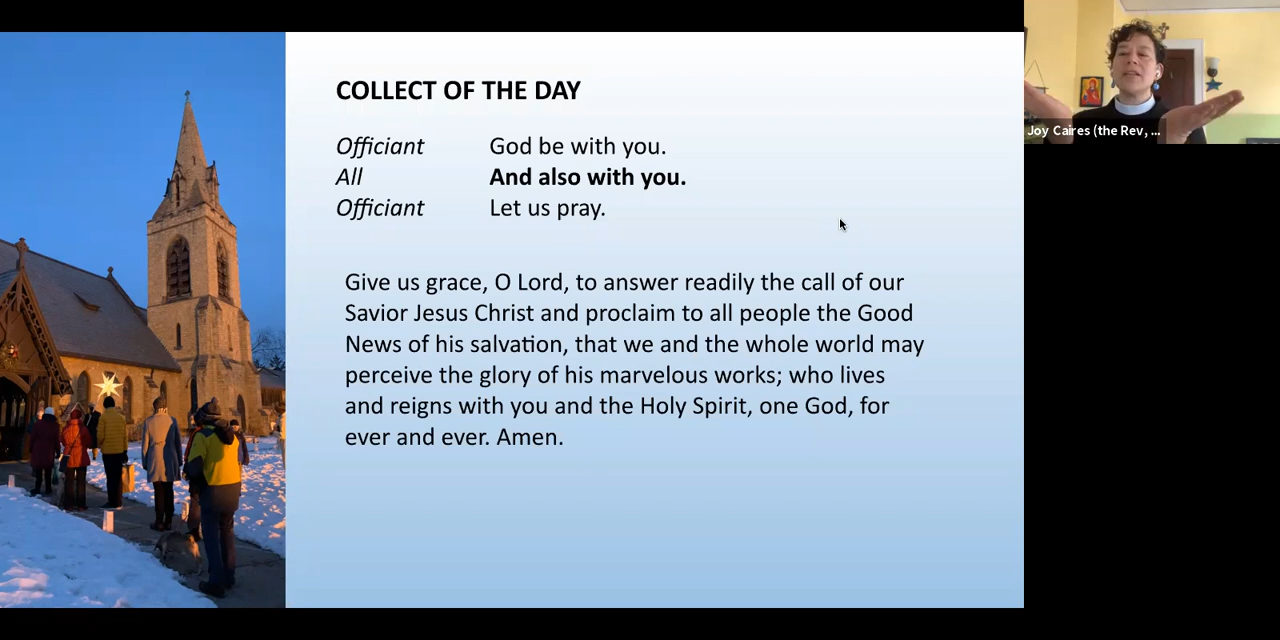 COLLECT OF THE DAY
Officiant God be with you.
All And also with you.
Officiant Let us pray.
Give us grace, O Lord, to answer readily the call of our
Savior Jesus Christ and proclaim to all people the Good
News of his salvation, that we and the whole world may
perceive the glory of his marvelous works; who lives
and reigns with you and the Holy Spirit, one God, for
ever and ever. Amen.
Joy Caires (the Rev, ...